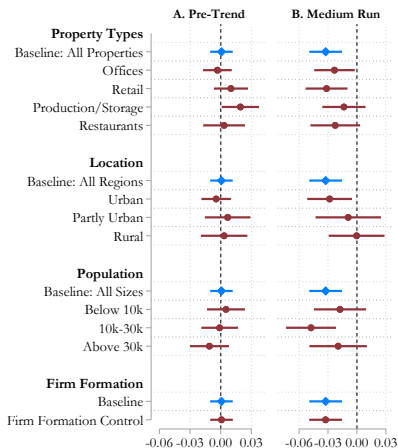 A. Pre-Trend B. Medium Run
Property Types
Baseline: All Properties
Offices
Retail
Production/Storage
Restaurants
Location
Baseline: All Regions
Urban
Partly Urban
Rural
Population
Baseline: All Sizes
Below 10k
10k-30k
Above 30k
Firm Formation
Baseline
Firm Formation Control
-0.06 -0.03 0.00 0.03 -0.06 -0.03 0.00 0.03